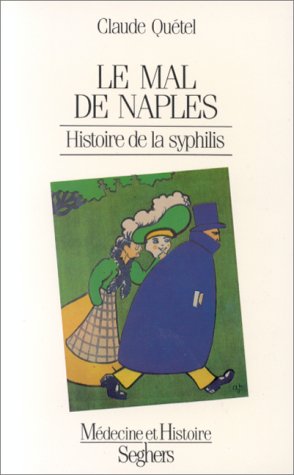 Claude Quétel
LE MAL
DE NAPLES
Histoire de la syphilis
Médecine et Histoire
Seghers